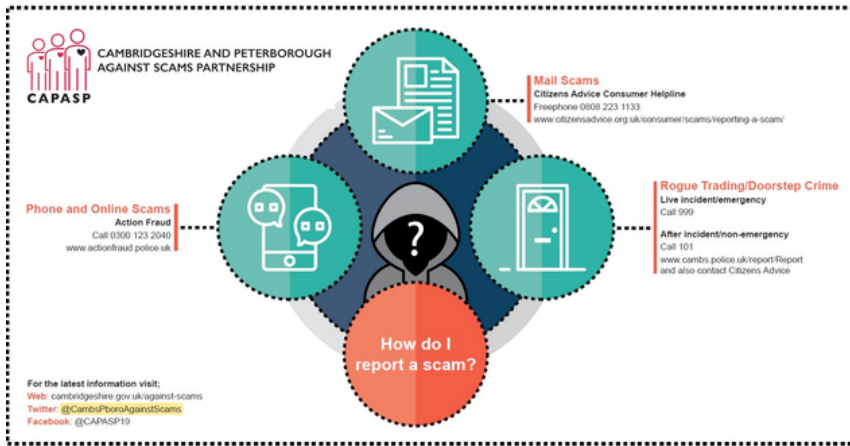 CAPASP
CAMBRIDGESHIRE AND PETERBOROUGH
AGAINST SCAMS PARTNERSHIP
Mail Scams
Citizens Advice Consumer Helpline
Freephone 0808 223 1133
www.citizensadvice.org.uk/consumer/scams/reporting-a-scam/
Phone and Online Scams
Action Fraud
Call 0300 123 2040
www.actionfraud.police.uk
Rogue Trading/Doorstep Crime
Live incident/emergency
Call 999
After incident/non-emergency
Call 101
www.cambs.police.uk/report/Report
and also contact Citizens Advice
?
How do I
report a scam?
For the latest information visit;
Web: cambridgeshire.gov.uk/against-scams
Twitter: @CambsPboroAgainstScams
Facebook: @CAPASP19